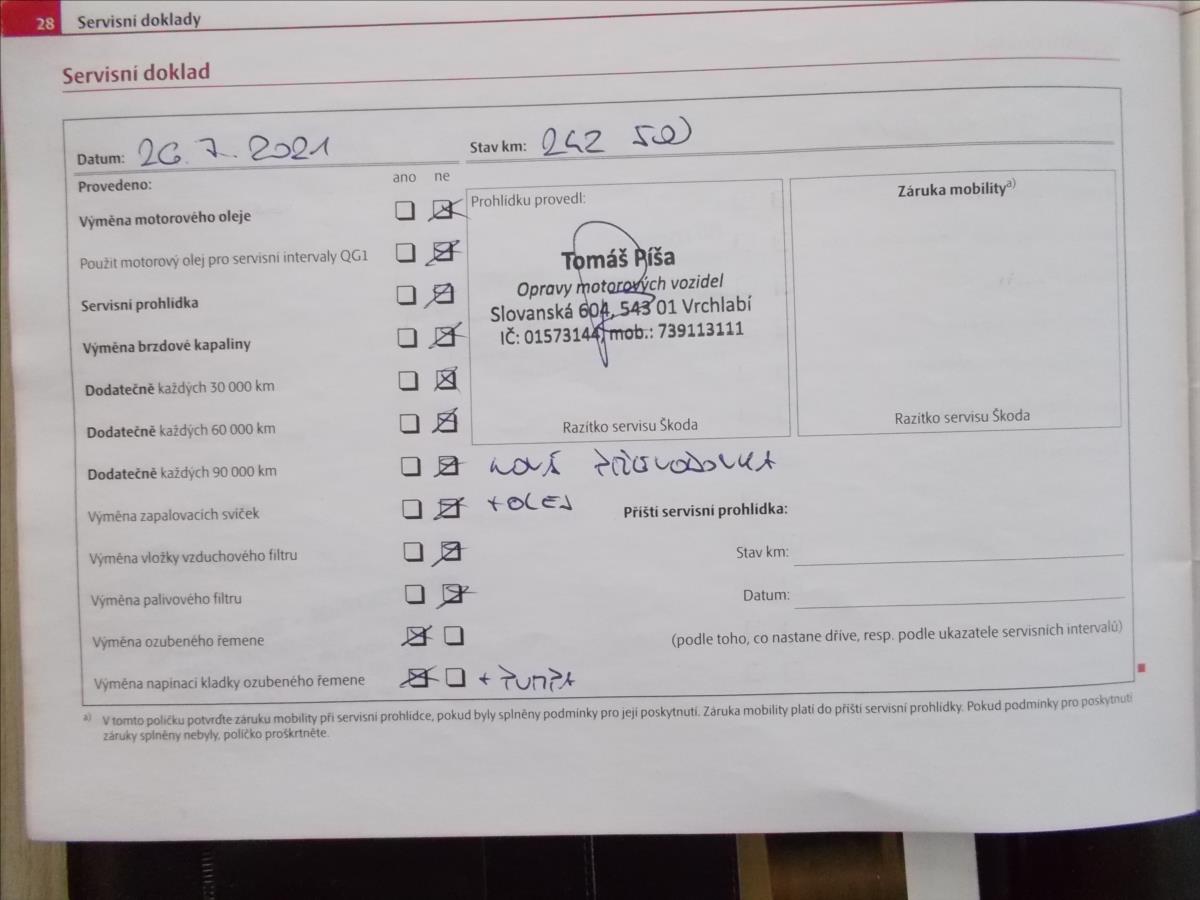 28 Servisní doklady
Servisní doklad
Datum: 26. 7. 2021 Stav km: 242 500
Provedeno: ano ne
Výměna motorového oleje
Použit motorový olej pro servisní intervaly QG1
Servisní prohlídka
Výměna brzdové kapaliny
Dodatečně každých 30 000 km
Dodatečně každých 60 000 km
Dodatečně každých 90 000 km
Výměna zapalovacích svíček
Výměna vložky vzduchového filtru
Výměna palivového filtru
Výměna ozubeného řemene
Výměna napínací kladky ozubeného řemene + PUMPA
Prohlídku provedl:
Tomáš Píša
Opravy motorových vozidel
Slovanská 604, 543 01 Vrchlabí
IČ: 01573144, mob.: 739113111
Razítko servisu Škoda
Záruka mobility a)
Razítko servisu Škoda
NOVÁ PŘEVODOVKA
+ OLEJ
Příští servisní prohlídka:
Stav km:
Datum:
(podle toho, co nastane dříve, resp. podle ukazatele servisních intervalů)
a) V tomto políčku potvrďte záruku mobility při servisní prohlídce, pokud byly splněny podmínky pro její poskytnutí. Záruka mobility platí do příští servisní prohlídky. Pokud podmínky pro poskytnutí
záruky splněny nebyly, políčko proškrtněte.